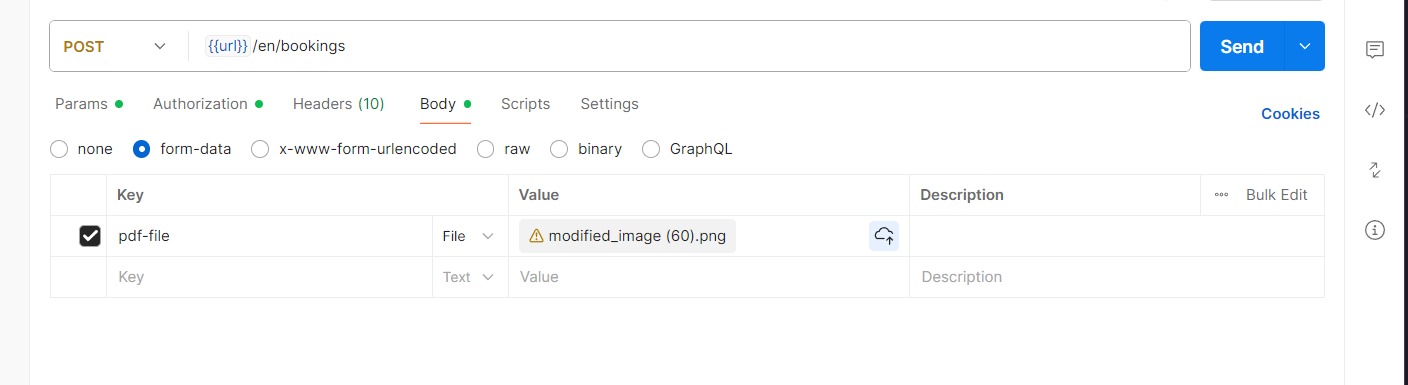 POST {{url}}/en/bookings Send
Params Authorization Headers (10) Body Scripts Settings Cookies
none form-data x-www-form-urlencoded raw binary GraphQL
Key Value Description Bulk Edit
pdf-file File modified_image (60).png
Key Text Value Description